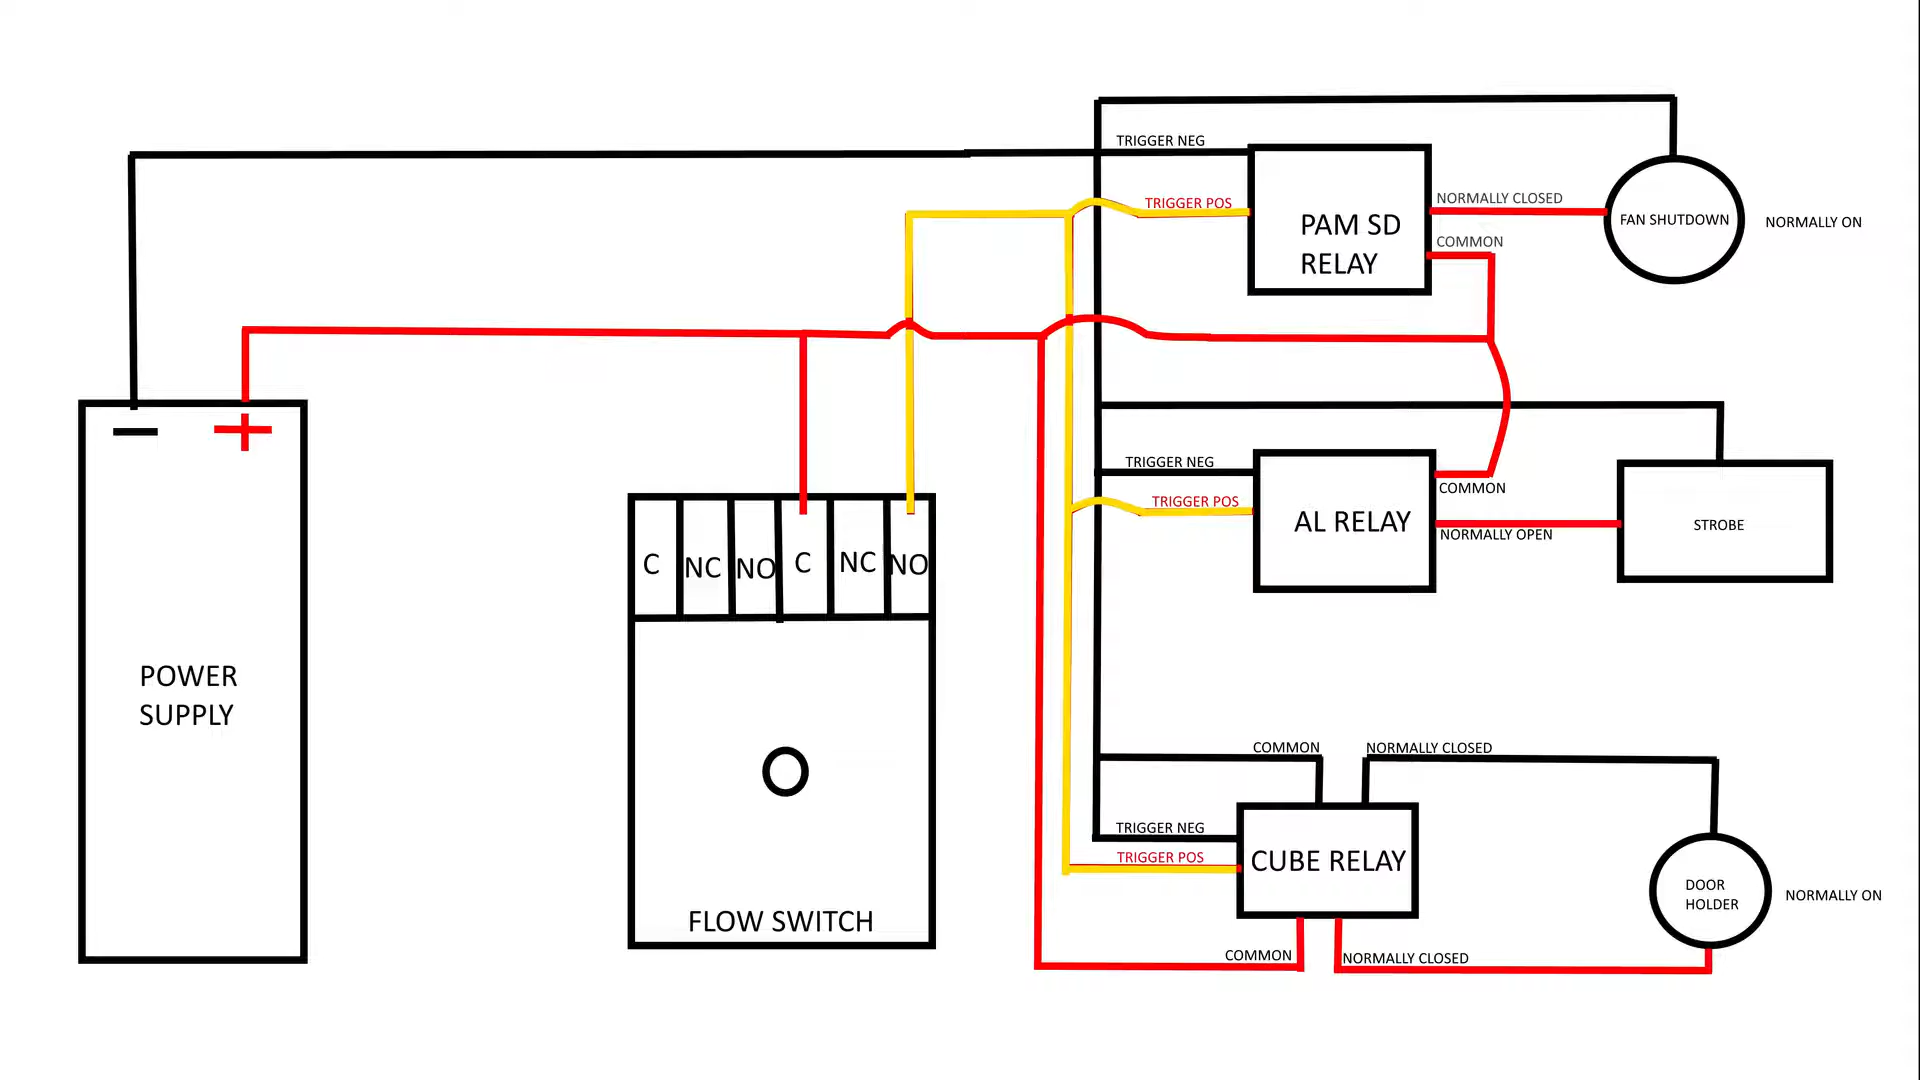 TRIGGER NEG
TRIGGER POS
PAM SD
RELAY
NORMALLY CLOSED
COMMON
FAN SHUTDOWN
NORMALLY ON
TRIGGER NEG
TRIGGER POS
AL RELAY
COMMON
NORMALLY OPEN
STROBE
POWER
SUPPLY
C
NC
NO
C
NC
NO
FLOW SWITCH
COMMON
NORMALLY CLOSED
TRIGGER NEG
TRIGGER POS
CUBE RELAY
COMMON
NORMALLY CLOSED
DOOR
HOLDER
NORMALLY ON